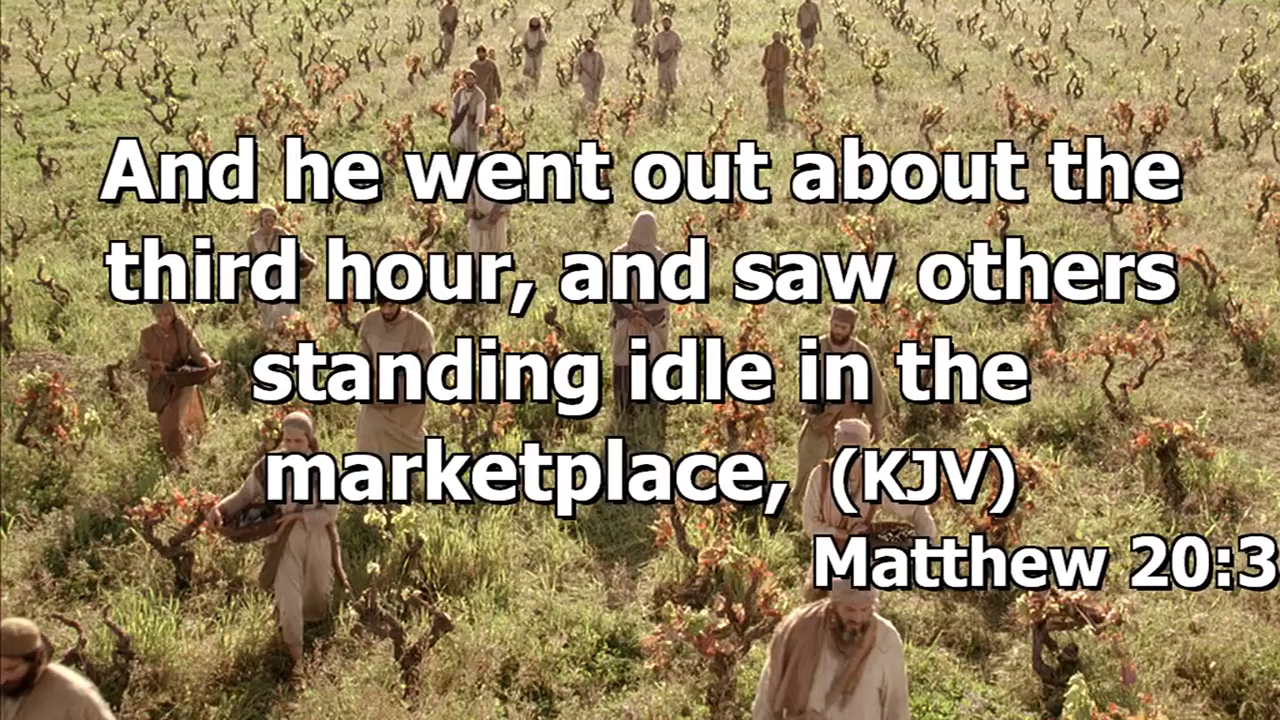 And he went out about the
third hour, and saw others
standing idle in the
marketplace, (KJV)
Matthew 20:3